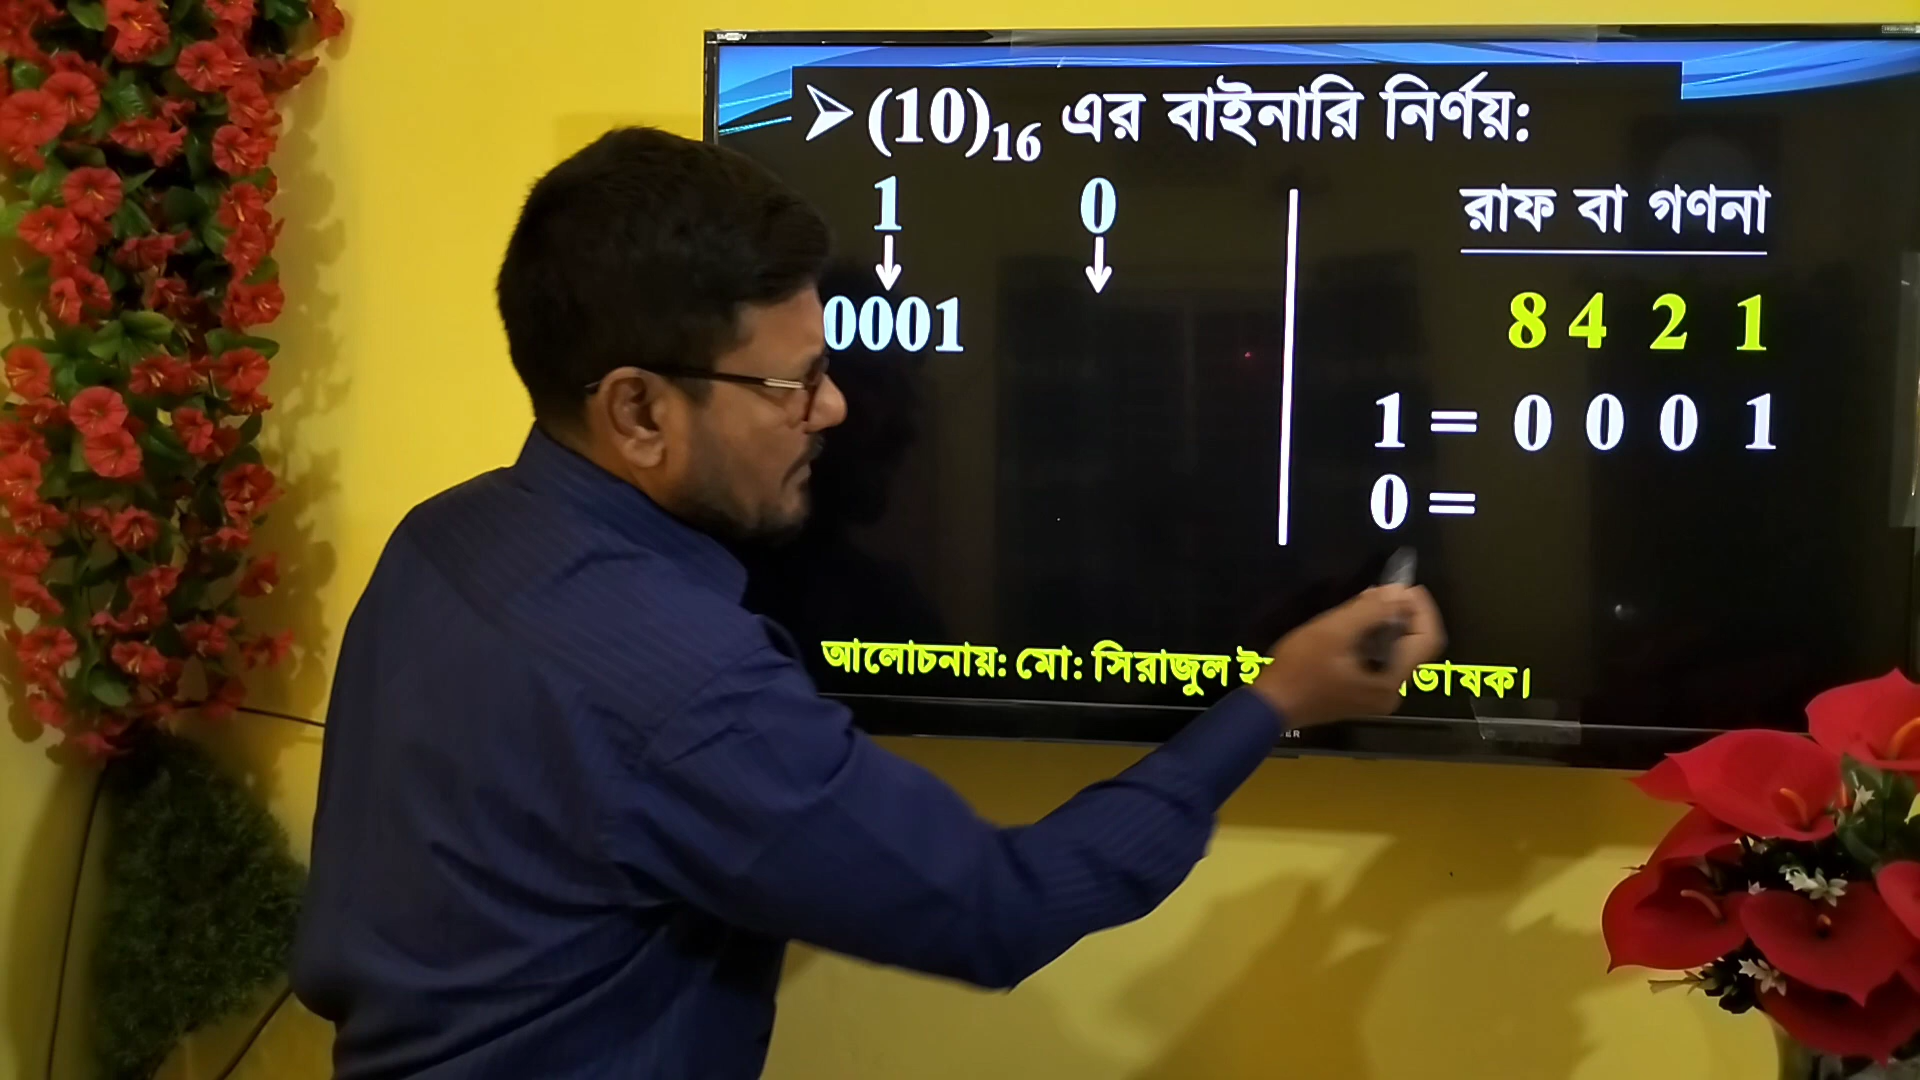 ➢ (10)₁₆ এর বাইনারি নির্ণয়:
1 0
↓ ↓
0001
রাফ বা গণনা
8 4 2 1
1 = 0 0 0 1
0 =
আলোচনায়: মো: সিরাজুল